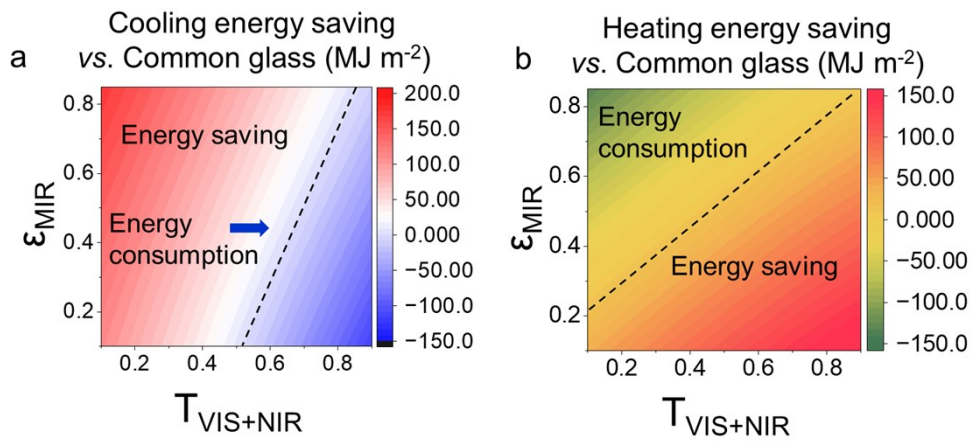 a
Cooling energy saving
vs. Common glass (MJ m-2)
Energy saving
Energy
consumption
εMIR
0.8
0.6
0.4
0.2
0.2 0.4 0.6 0.8
TVIS+NIR
200.0
150.0
100.0
50.00
0.000
−50.00
−100.0
−150.0
b
Heating energy saving
vs. Common glass (MJ m-2)
Energy
consumption
Energy saving
εMIR
0.8
0.6
0.4
0.2
0.2 0.4 0.6 0.8
TVIS+NIR
150.0
100.0
50.00
0.000
−50.00
−100.0
−150.0